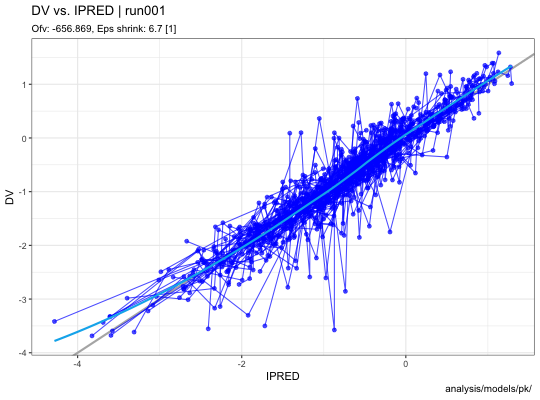 DV vs. IPRED | run001
Ofv: -656.869, Eps shrink: 6.7 [1]
1
0
-1
-2
-3
-4
DV
-4
-2
0
IPRED
analysis/models/pk/